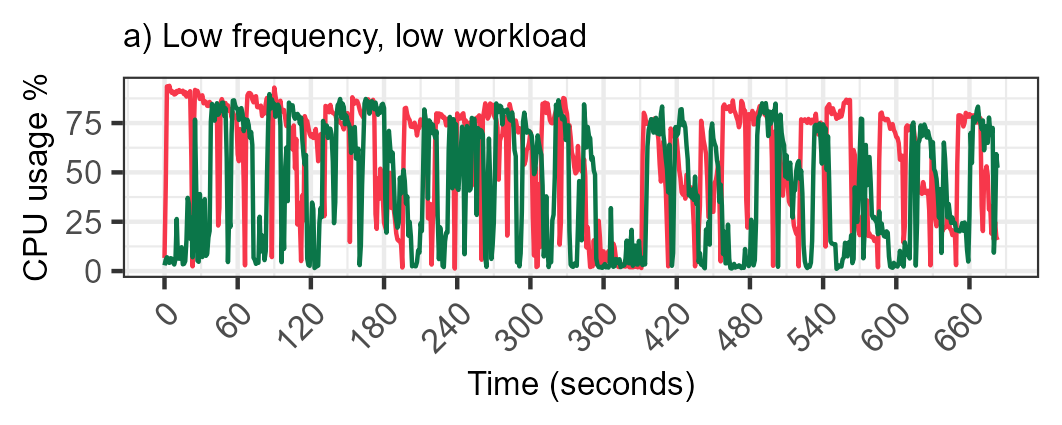 a) Low frequency, low workload
CPU usage %
75
50
25
0
0 60 120 180 240 300 360 420 480 540 600 660
Time (seconds)